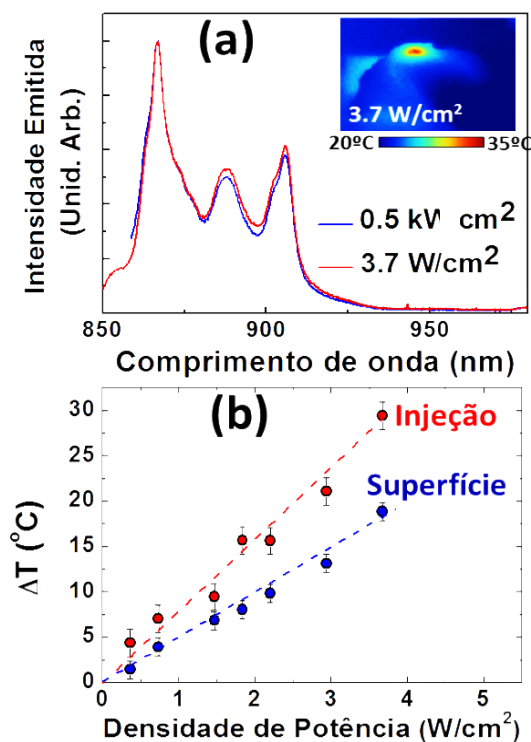 (a)
3.7 W/cm²
20ºC 35ºC
Intensidade Emitida
(Unid. Arb.)
0.5 kW cm²
3.7 W/cm²
850 900 950
Comprimento de onda (nm)
(b)
Injeção
Superfície
30
25
20
15
10
5
0
ΔT (°C)
0 1 2 3 4 5
Densidade de Potência (W/cm²)